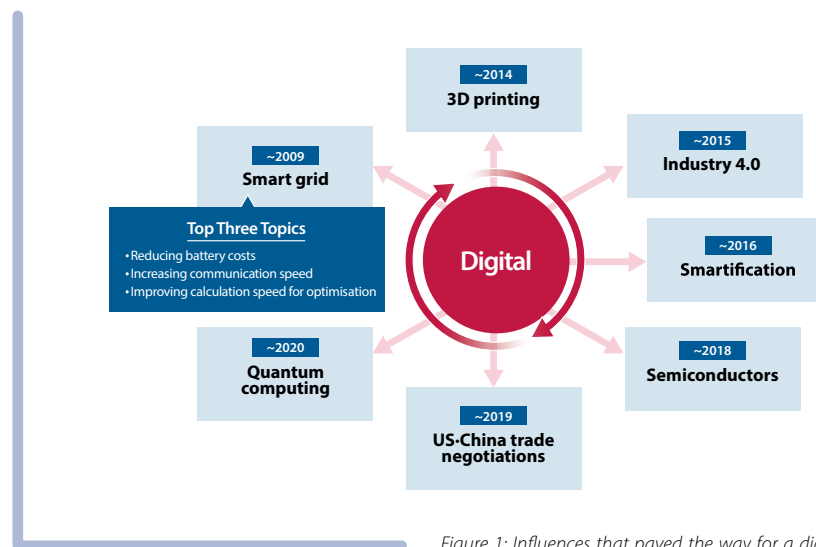 ~2014
3D printing
~2009
Smart grid
~2015
Industry 4.0
Top Three Topics
• Reducing battery costs
• Increasing communication speed
• Improving calculation speed for optimisation
Digital
~2016
Smartification
~2020
Quantum
computing
~2018
Semiconductors
~2019
US-China trade
negotiations
Figure 1: Influences that paved the way for a